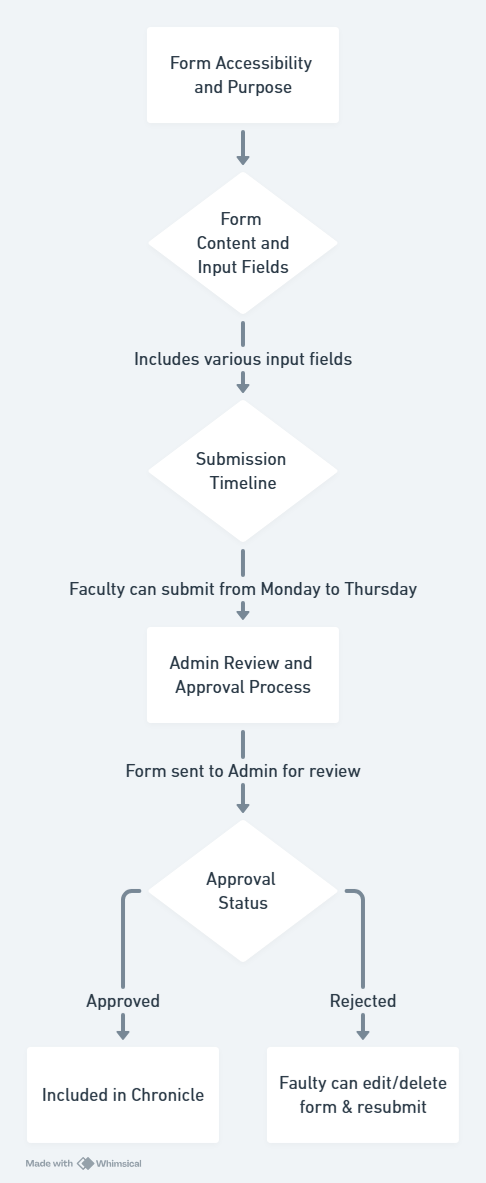 Form Accessibility
and Purpose
Form
Content and
Input Fields
Includes various input fields
Submission
Timeline
Faculty can submit from Monday to Thursday
Admin Review and
Approval Process
Form sent to Admin for review
Approval
Status
Approved
Rejected
Included in Chronicle
Faulty can edit/delete
form & resubmit
Made with Whimsical